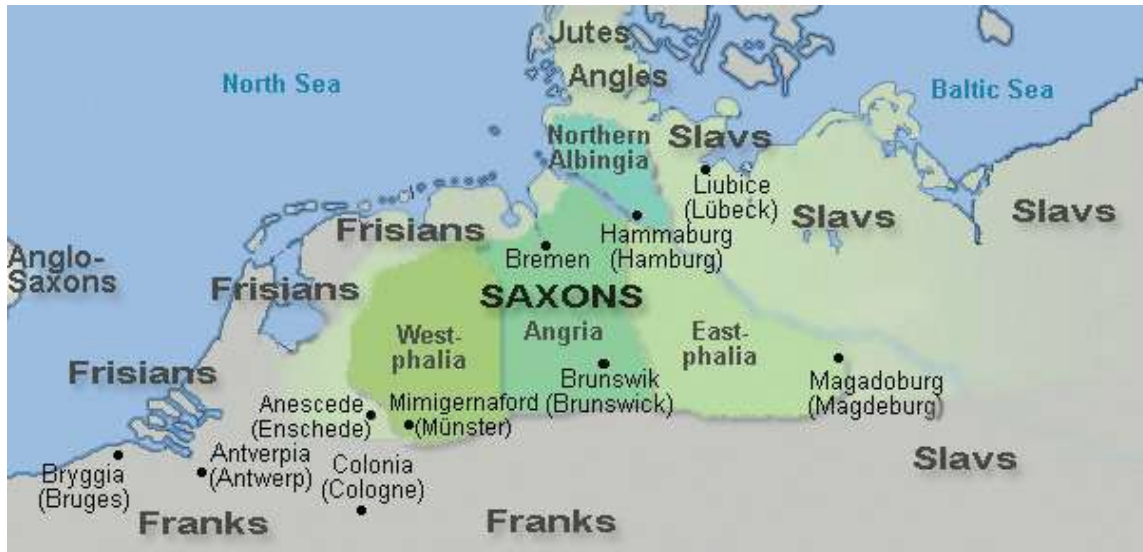 Jutes
Angles
North Sea
Baltic Sea
Northern
Albingia
Slavs
Liubice
(Lübeck)
Slavs
Slavs
Frisians
Hammaburg
(Hamburg)
Bremen
Anglo-
Saxons
Frisians
SAXONS
West-
phalia
Angria
East-
phalia
Frisians
Brunswik
(Brunswick)
Magadoburg
(Magdeburg)
Anescede
(Enschede)
Mimigernaford
(Münster)
Slavs
Bryggia
(Bruges)
Antverpia
(Antwerp)
Colonia
(Cologne)
Franks
Franks